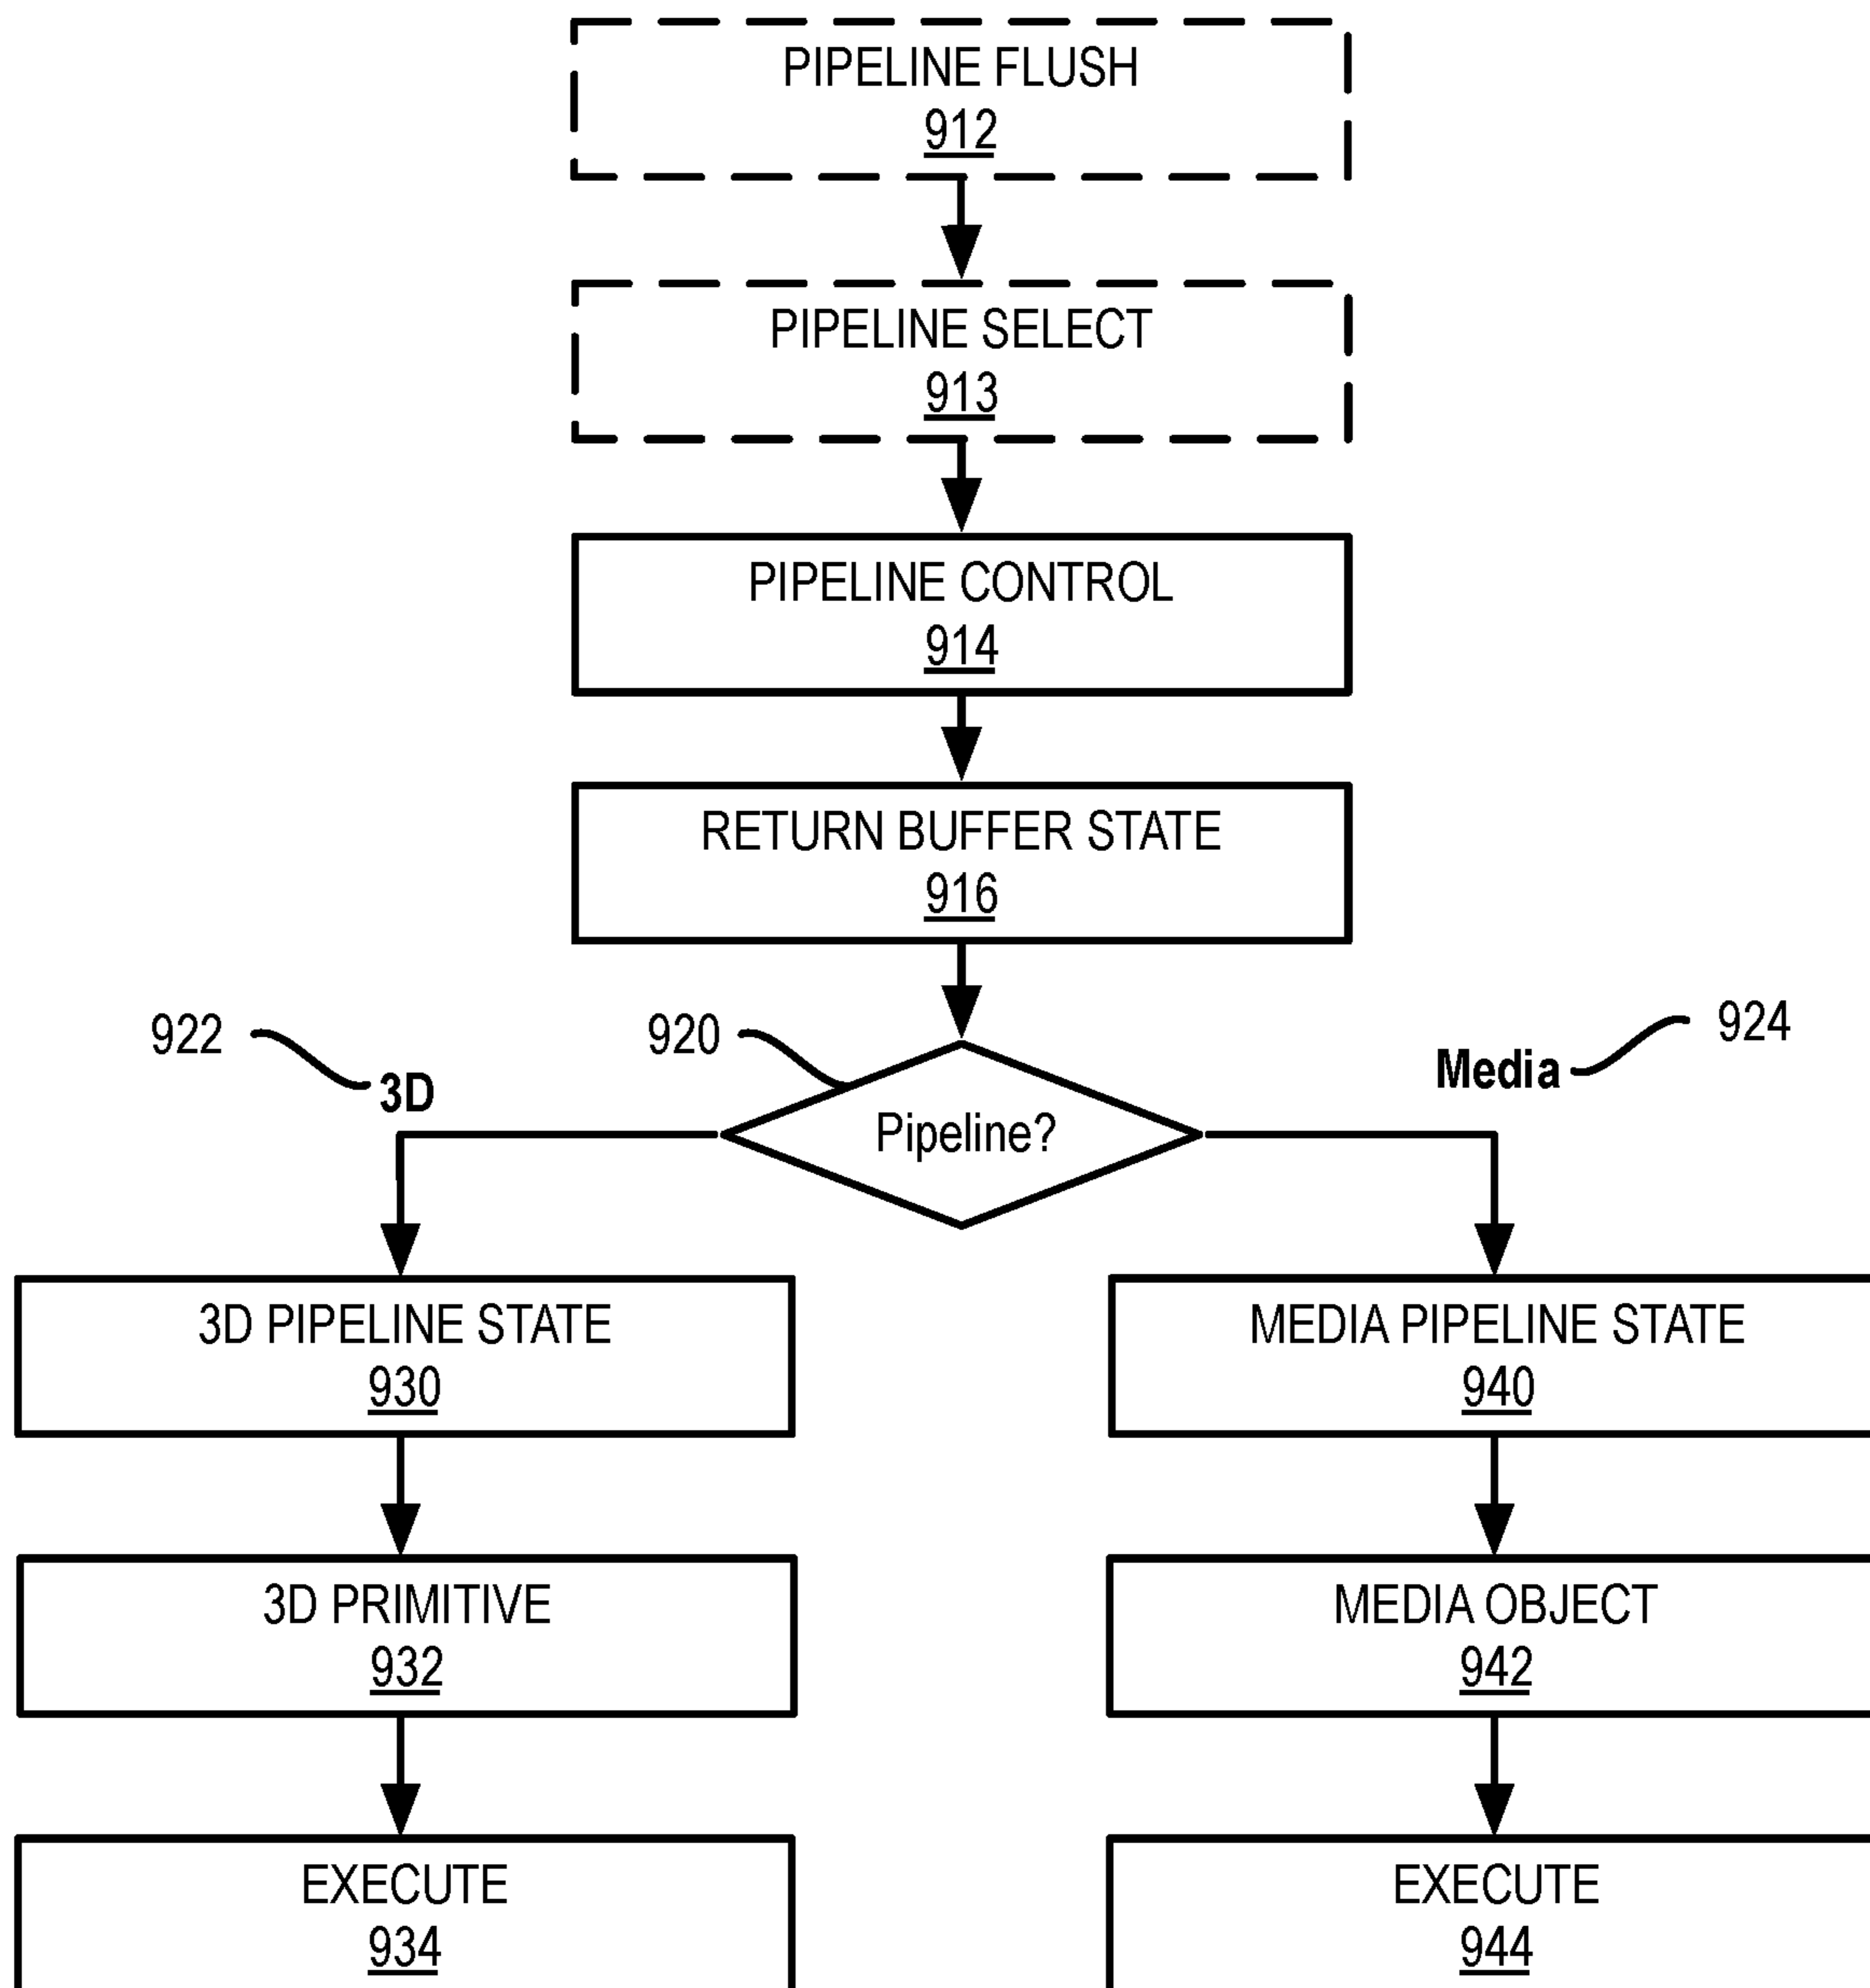 PIPELINE FLUSH
912
PIPELINE SELECT
913
PIPELINE CONTROL
914
RETURN BUFFER STATE
916
922
920
924
3D
Media
Pipeline?
3D PIPELINE STATE
930
MEDIA PIPELINE STATE
940
3D PRIMITIVE
932
MEDIA OBJECT
942
EXECUTE
934
EXECUTE
944